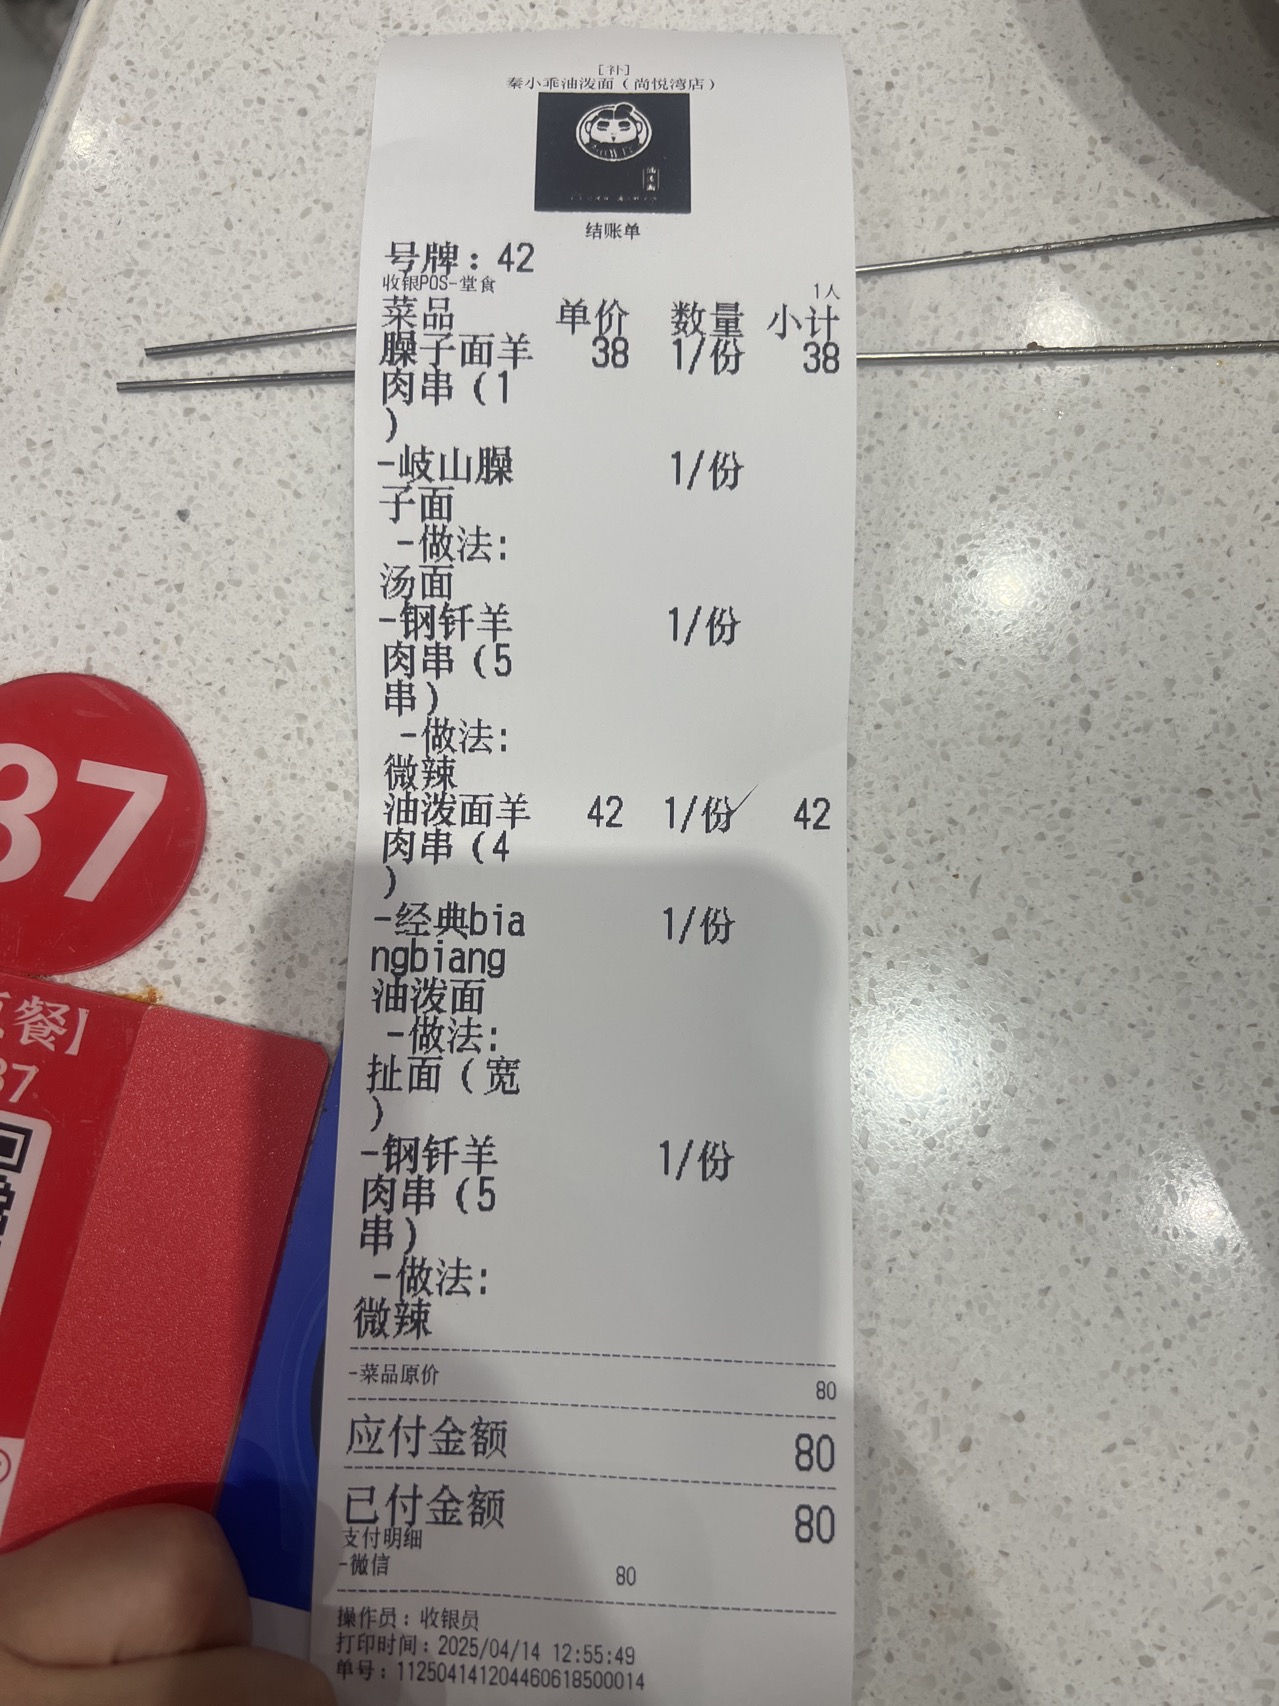 [补]
秦小乖油泼面（尚悦湾店）
油泼面
结账单
号牌：42
收银POS-堂食
1人
菜品 单价 数量 小计
臊子面羊 38 1/份 38
肉串（1
）
-岐山臊 1/份
子面
-做法:
汤面
-钢钎羊 1/份
肉串（5
串）
-做法:
微辣
油泼面羊 42 1/份 42
肉串（4
）
-经典bia 1/份
ngbiang
油泼面
-做法:
扯面（宽
）
-钢钎羊 1/份
肉串（5
串）
-做法:
微辣
-菜品原价 80
应付金额 80
已付金额 80
支付明细
-微信 80
操作员：收银员
打印时间：2025/04/14 12:55:49
单号：112504141204460618500014
37
餐】
37